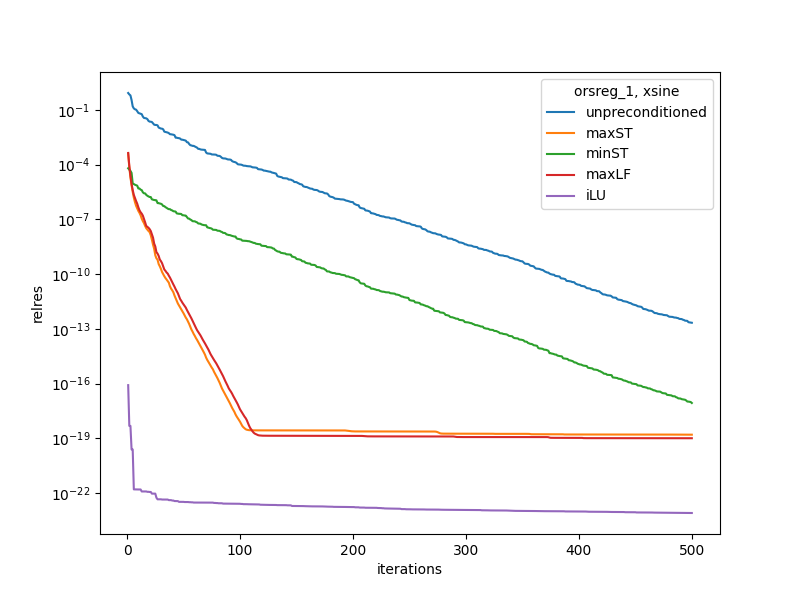 orsreg_1, xsine
unpreconditioned
maxST
minST
maxLF
iLU
relres
10⁻¹
10⁻⁴
10⁻⁷
10⁻¹⁰
10⁻¹³
10⁻¹⁶
10⁻¹⁹
10⁻²²
0 100 200 300 400 500
iterations